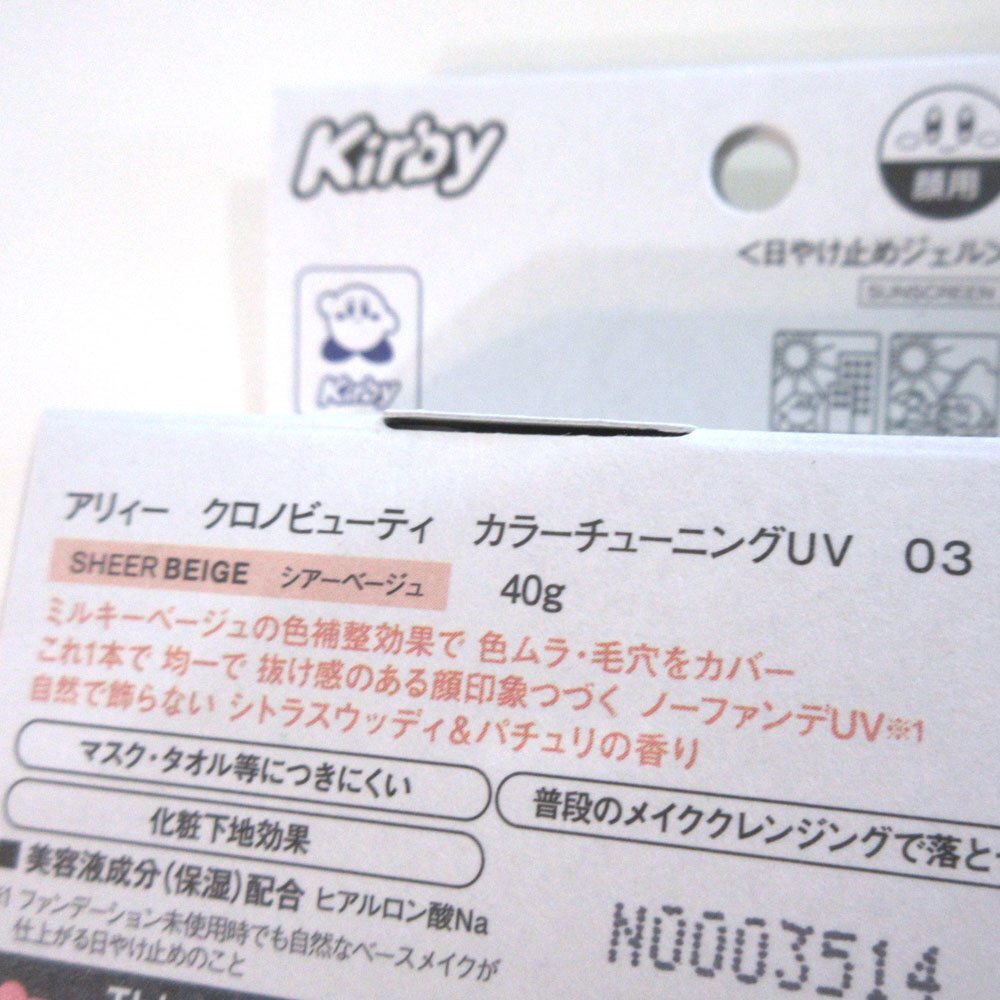 Kirby
顔用
<日やけ止めジェル>
SUNSCREEN
Kirby
アリィー クロノビューティ カラーチューニングUV 03
SHEER BEIGE シアーベージュ 40g
ミルキーベージュの色補整効果で 色ムラ・毛穴をカバー
これ1本で 均一で 抜け感のある顔印象つづく ノーファンデUV※1
自然で飾らない シトラスウッディ&パチュリの香り
マスク・タオル等につきにくい
普段のメイククレンジングで落と
化粧下地効果
■美容液成分(保湿)配合 ヒアルロン酸Na
※1 ファンデーション未使用時でも自然なベースメイクが
仕上がる日やけ止めのこと
N0003514